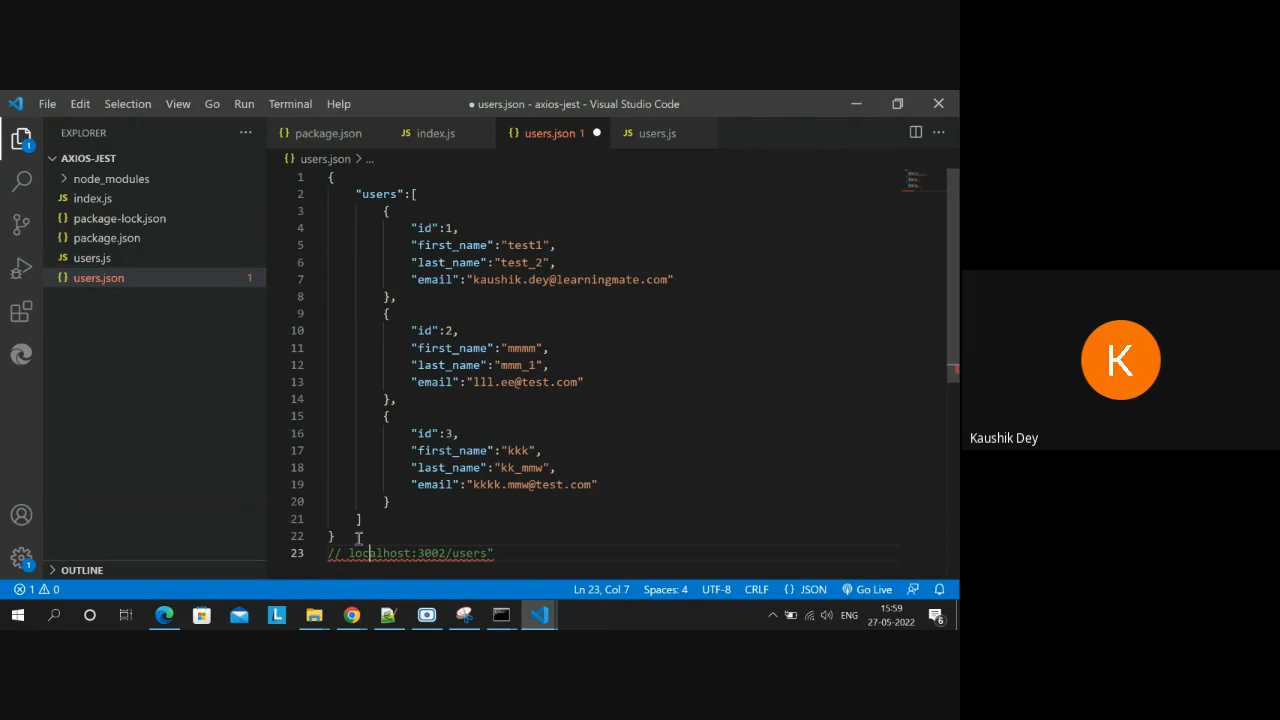 File Edit Selection View Go Run Terminal Help
● users.json - axios-jest - Visual Studio Code
EXPLORER ...
package.json index.js users.json 1 ● users.js ...
users.json > ...
AXIOS-JEST
node_modules
index.js
package-lock.json
package.json
users.js
users.json 1
OUTLINE
1 {
2 "users":[
3 {
4 "id":1,
5 "first_name":"test1",
6 "last_name":"test_2",
7 "email":"kaushik.dey@learningmate.com"
8 },
9 {
10 "id":2,
11 "first_name":"mmmm",
12 "last_name":"mmm_1",
13 "email":"lll.ee@test.com"
14 },
15 {
16 "id":3,
17 "first_name":"kkk",
18 "last_name":"kk_mmw",
19 "email":"kkkk.mmw@test.com"
20 }
21 ]
22 }
23 // localhost:3002/users"
1 0 Ln 23, Col 7 Spaces: 4 UTF-8 CRLF {} JSON Go Live
ENG 15:59
27-05-2022
6
K
Kaushik Dey